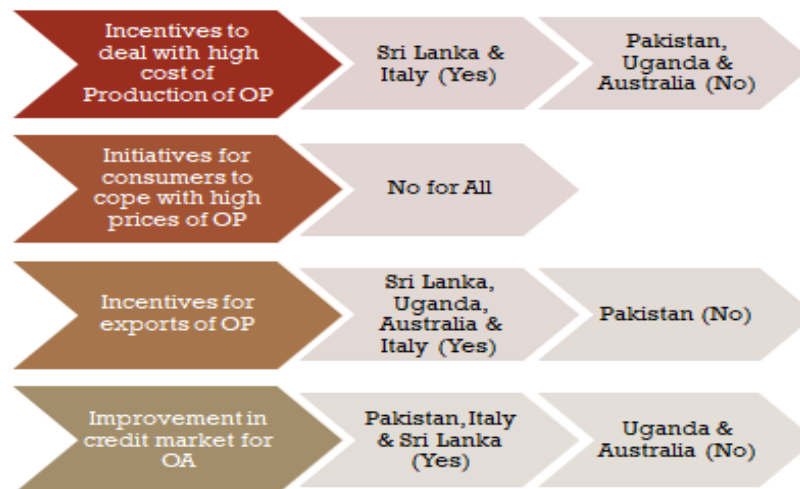 Incentives to
deal with high
cost of
Production of OP
Sri Lanka &
Italy (Yes)
Pakistan,
Uganda &
Australia (No)
Initiatives for
consumers to
cope with high
prices of OP
No for All
Incentives for
exports of OP
Sri Lanka,
Uganda,
Australia &
Italy (Yes)
Pakistan (No)
Improvement in
credit market for
OA
Pakistan, Italy
& Sri Lanka
(Yes)
Uganda &
Australia (No)